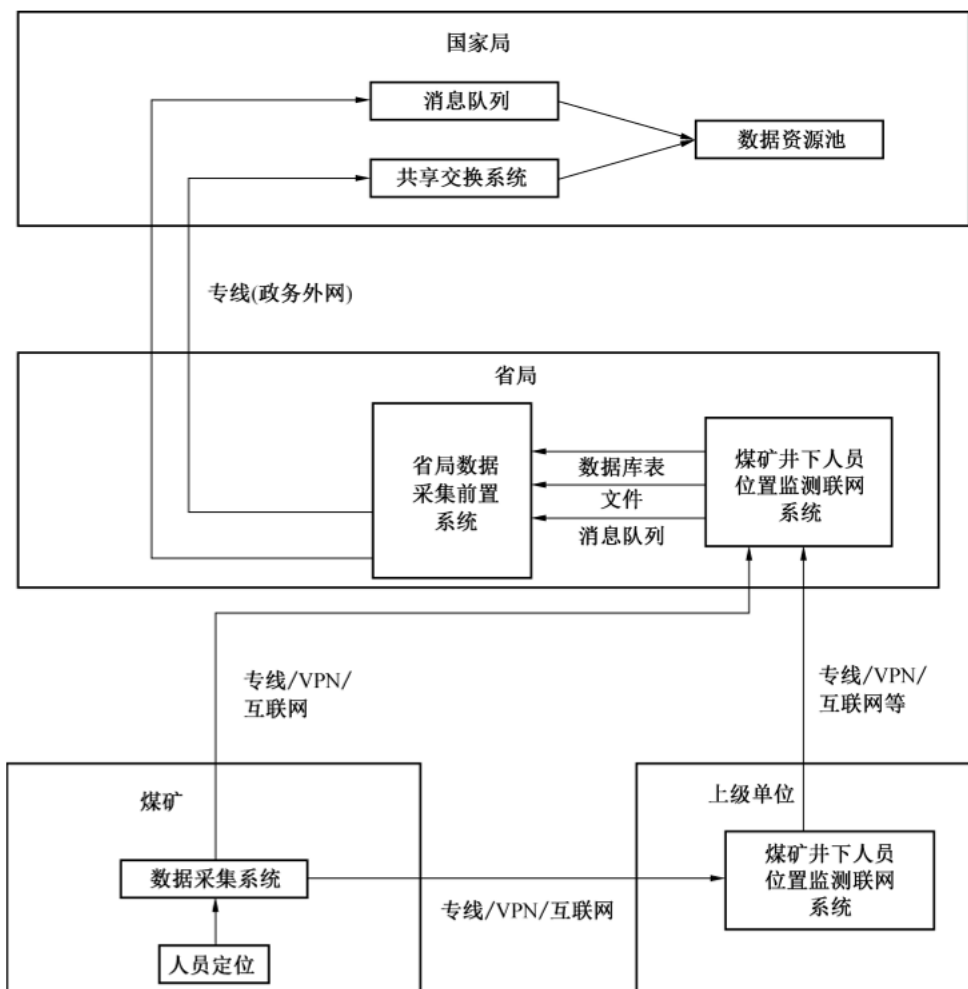 国家局
消息队列
数据资源池
共享交换系统
专线(政务外网)
省局
省局数据
采集前置
系统
数据库表
文件
消息队列
煤矿井下人员
位置监测联网
系统
专线/VPN/
互联网
专线/VPN/
互联网等
煤矿
数据采集系统
人员定位
专线/VPN/互联网
上级单位
煤矿井下人员
位置监测联网
系统